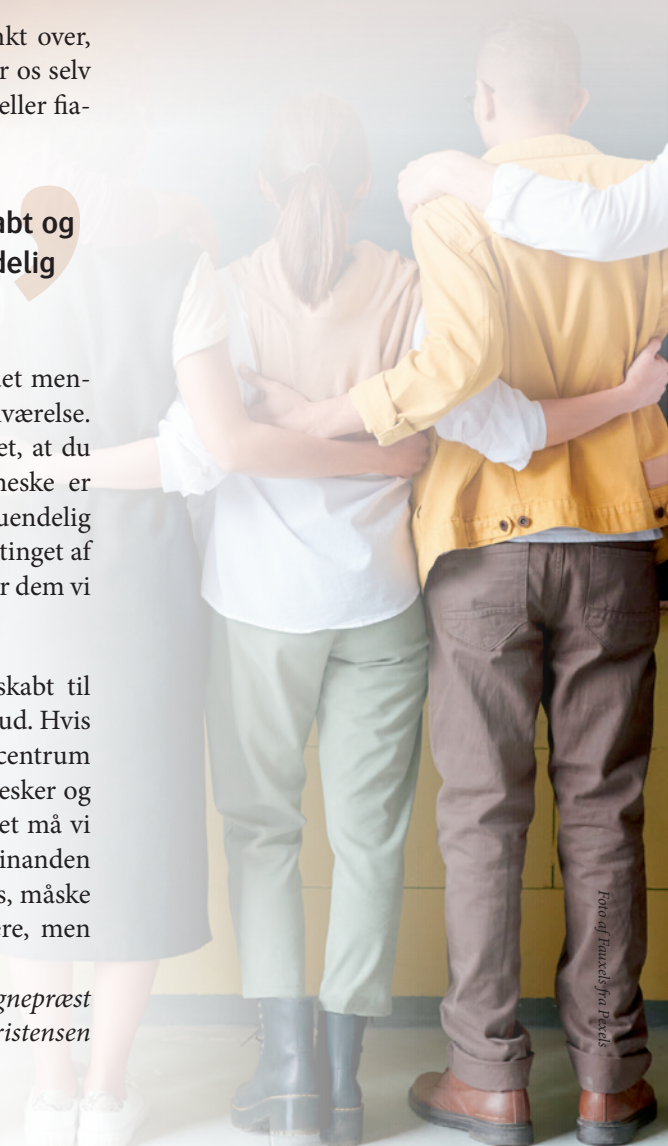 nkt over,
r os selv
eller fia-
abt og
delig
det men-
værelse.
et, at du
neske er
uendelig
tinget af
r dem vi
skabt til
ud. Hvis
centrum
esker og
et må vi
inanden
s, måske
ere, men
gnepræst
ristensen
Foto af Fauxels fra Pexels